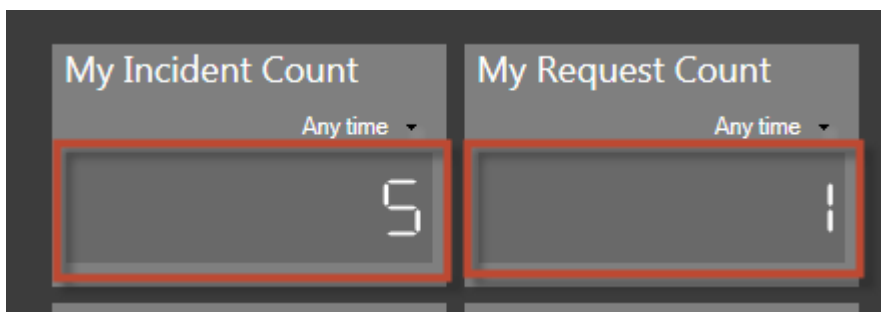 My Incident Count
Any time
5
My Request Count
Any time
1